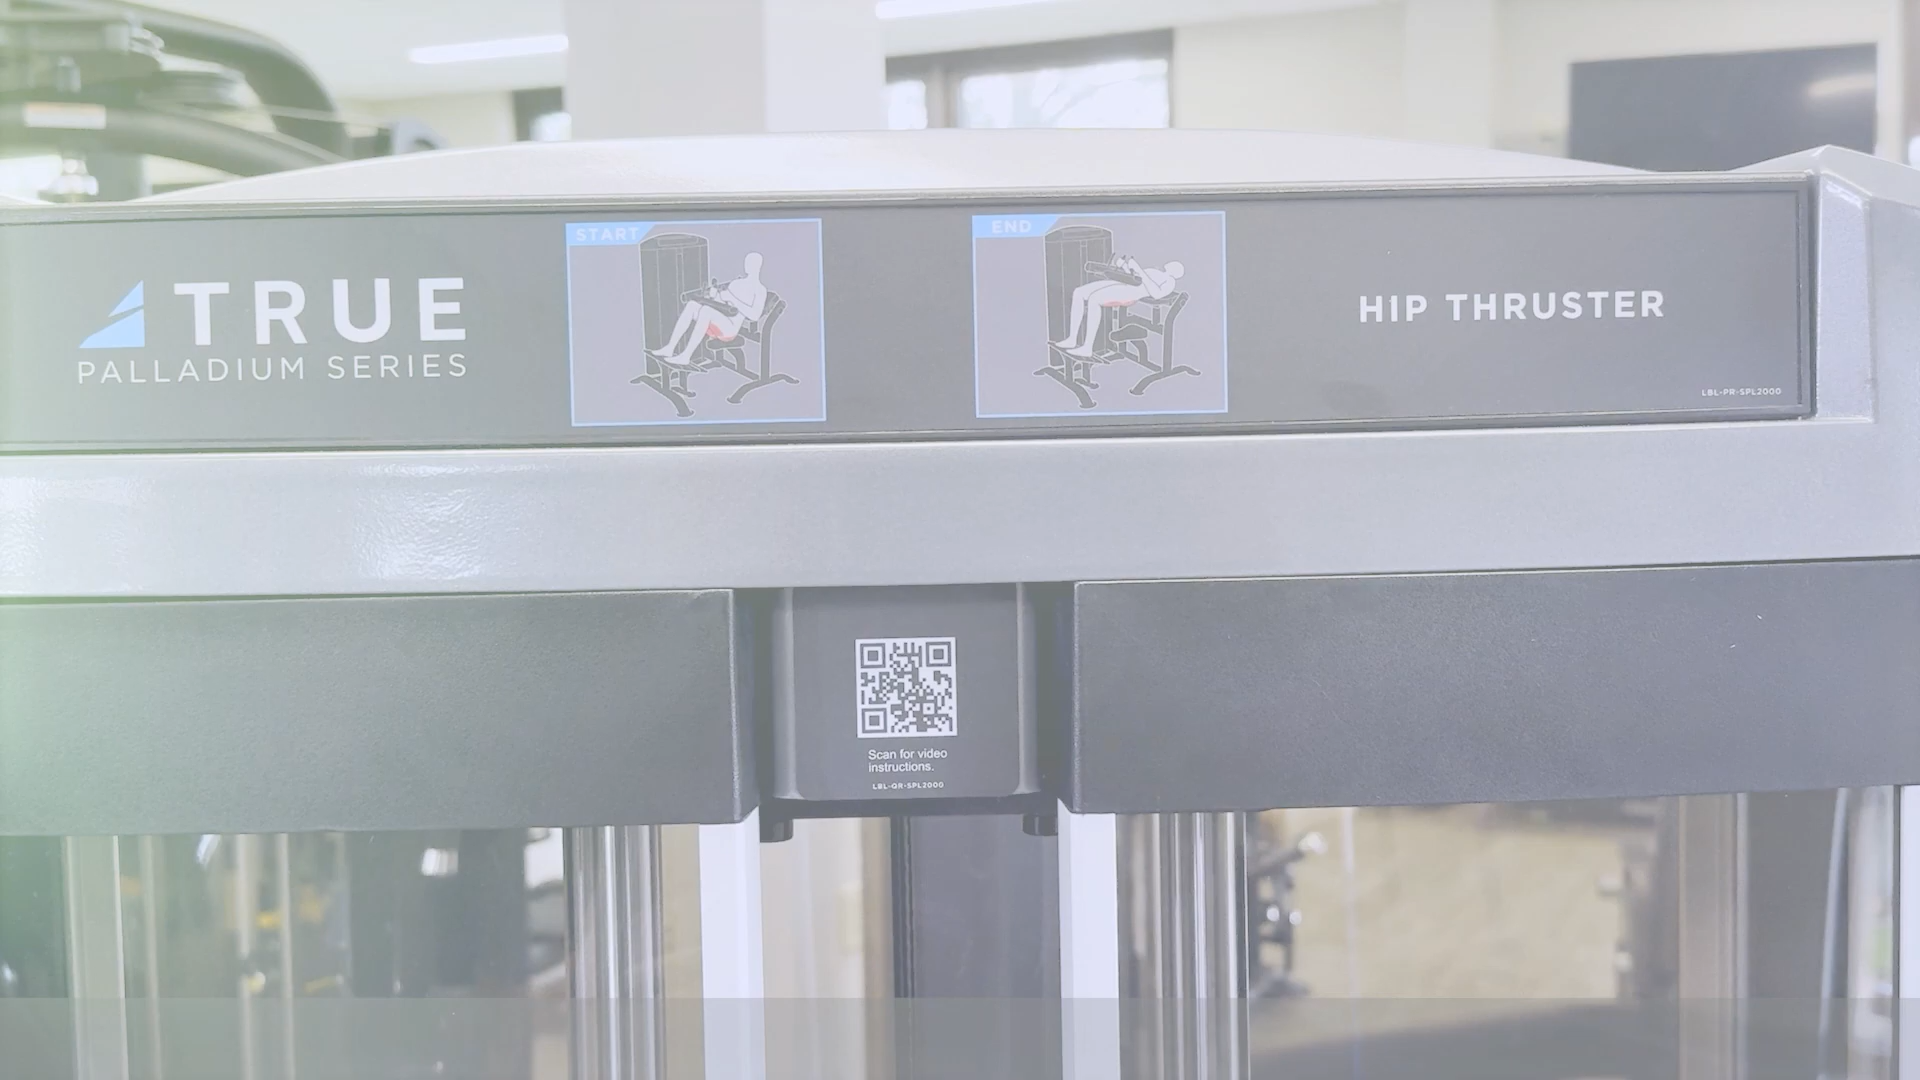 TRUE
PALLADIUM SERIES
START
END
HIP THRUSTER
LBL-PR-SPL2000
Scan for video
instructions.
LBL-QR-SPL2000